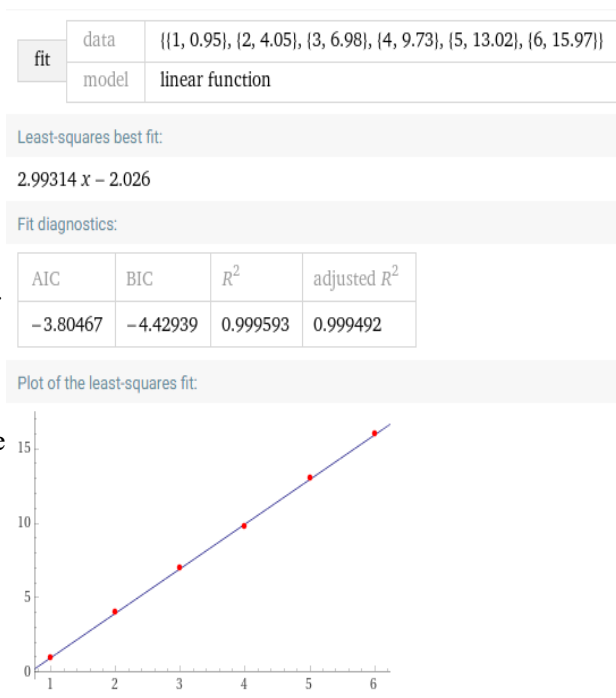 fit
data {{1, 0.95}, {2, 4.05}, {3, 6.98}, {4, 9.73}, {5, 13.02}, {6, 15.97}}
model linear function
Least-squares best fit:
2.99314 x – 2.026
Fit diagnostics:
AIC BIC R² adjusted R²
−3.80467 −4.42939 0.999593 0.999492
Plot of the least-squares fit:
e
15
10
5
0
1 2 3 4 5 6